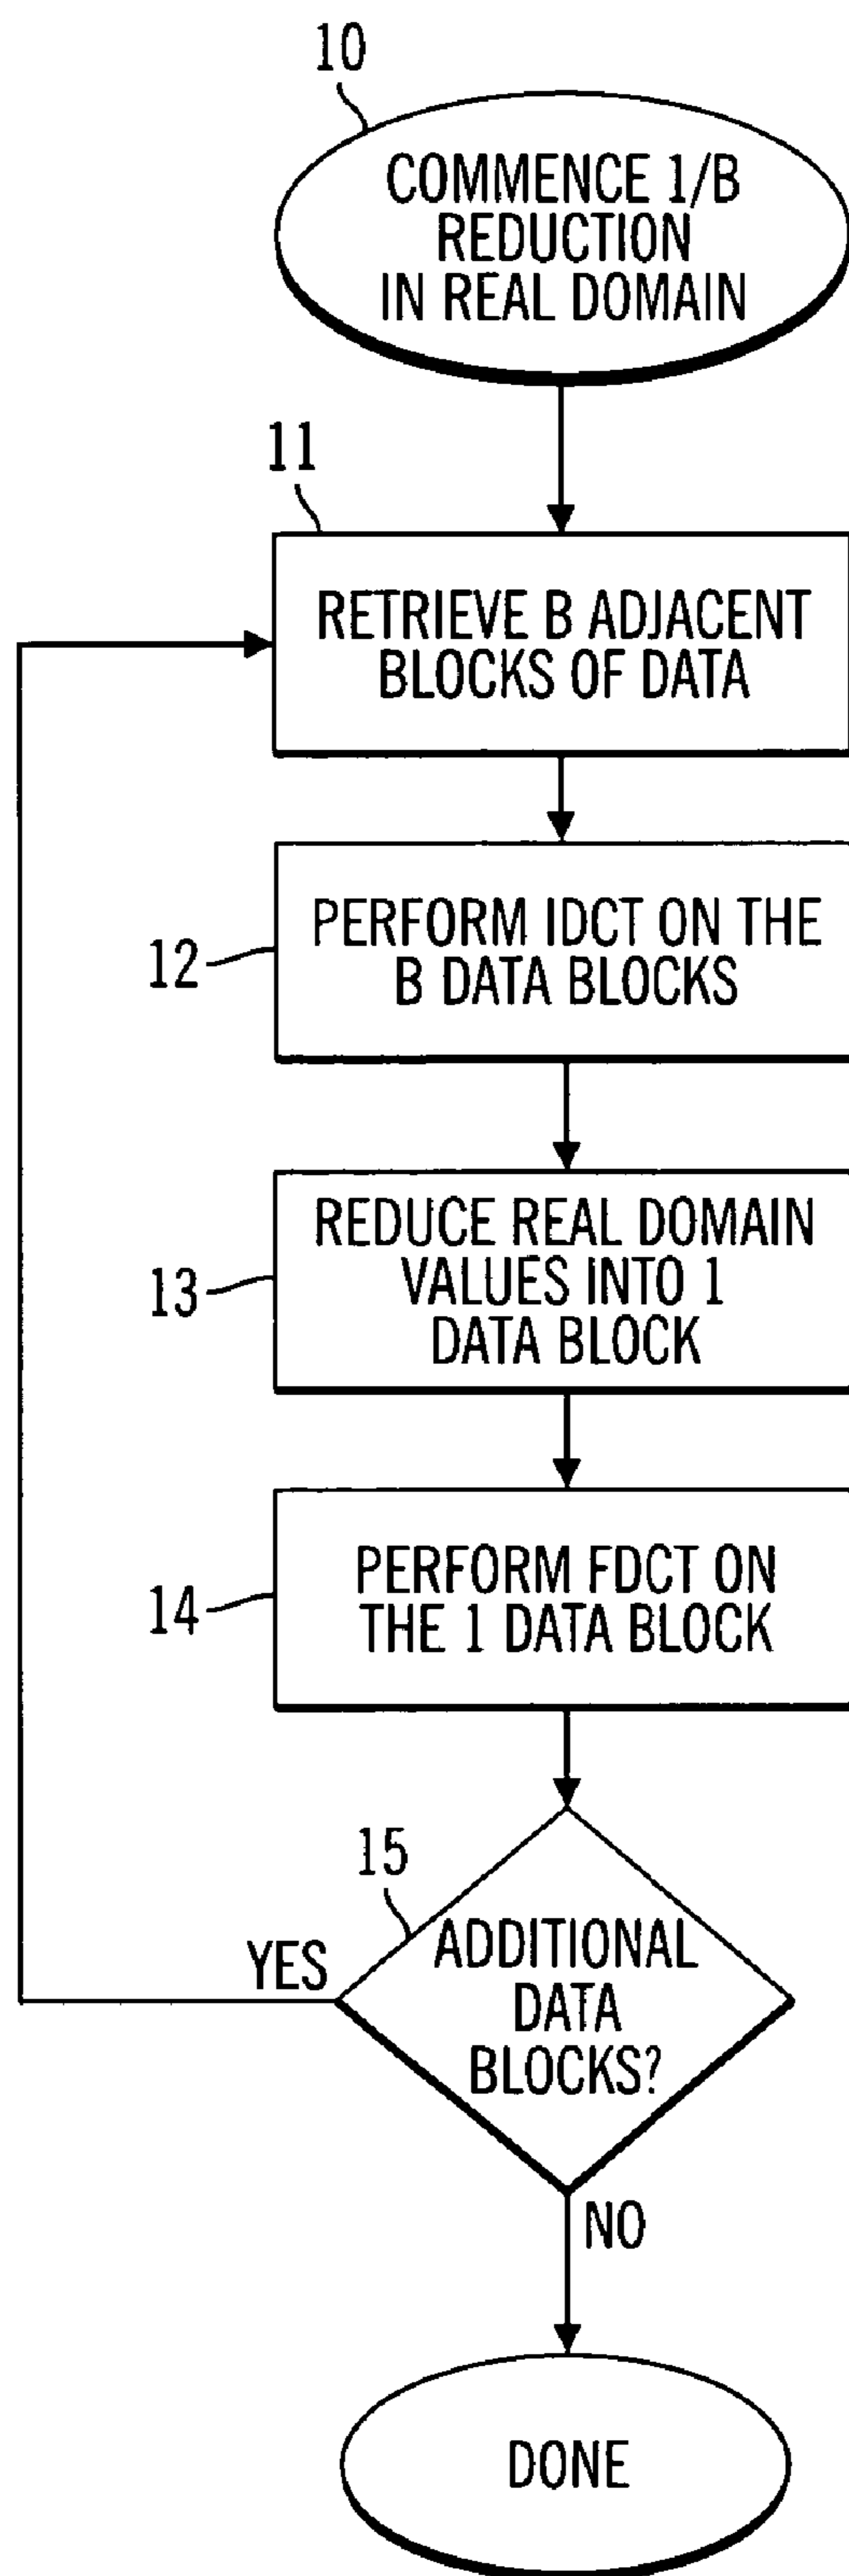 10
COMMENCE 1/B
REDUCTION
IN REAL DOMAIN
11
RETRIEVE B ADJACENT
BLOCKS OF DATA
12
PERFORM IDCT ON THE
B DATA BLOCKS
13
REDUCE REAL DOMAIN
VALUES INTO 1
DATA BLOCK
14
PERFORM FDCT ON
THE 1 DATA BLOCK
15
ADDITIONAL
DATA
BLOCKS?
YES
NO
DONE